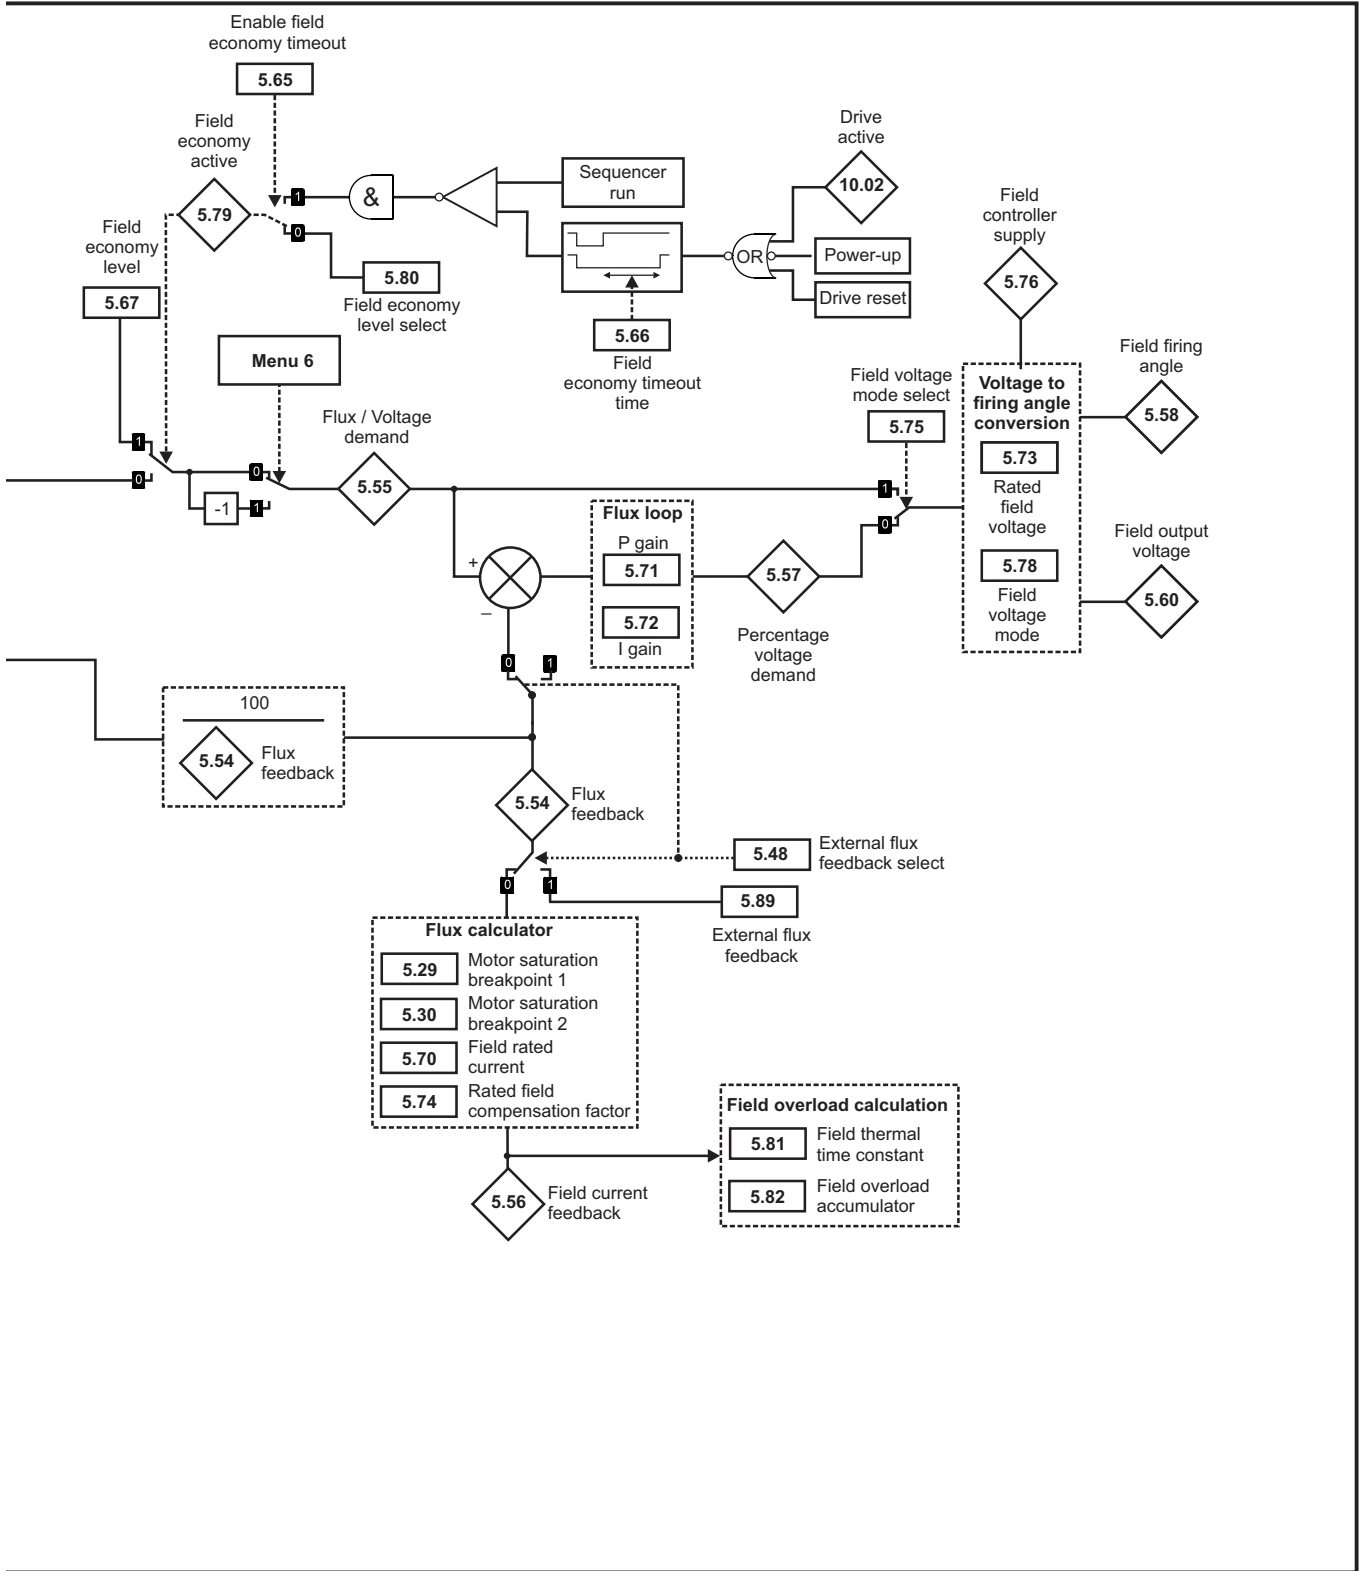 Enable field
economy timeout
5.65
Field
economy
active
5.79
1
0
&
Sequencer
run
5.80
Field economy
level select
5.66
Field
economy timeout
time
OR
Drive
active
10.02
Power-up
Drive reset
Field
controller
supply
5.76
Field
economy
level
5.67
1
0
Menu 6
0
1
-1
Flux / Voltage
demand
5.55
Field voltage
mode select
5.75
1
0
Voltage to
firing angle
conversion
5.73
Rated
field
voltage
5.78
Field
voltage
mode
Field firing
angle
5.58
Field output
voltage
5.60
+
–
Flux loop
P gain
5.71
5.72
I gain
5.57
Percentage
voltage
demand
0
1
100
5.54
Flux
feedback
5.54
Flux
feedback
0
1
5.48
External flux
feedback select
5.89
External flux
feedback
Flux calculator
5.29
Motor saturation
breakpoint 1
5.30
Motor saturation
breakpoint 2
5.70
Field rated
current
5.74
Rated field
compensation factor
5.56
Field current
feedback
Field overload calculation
5.81
Field thermal
time constant
5.82
Field overload
accumulator